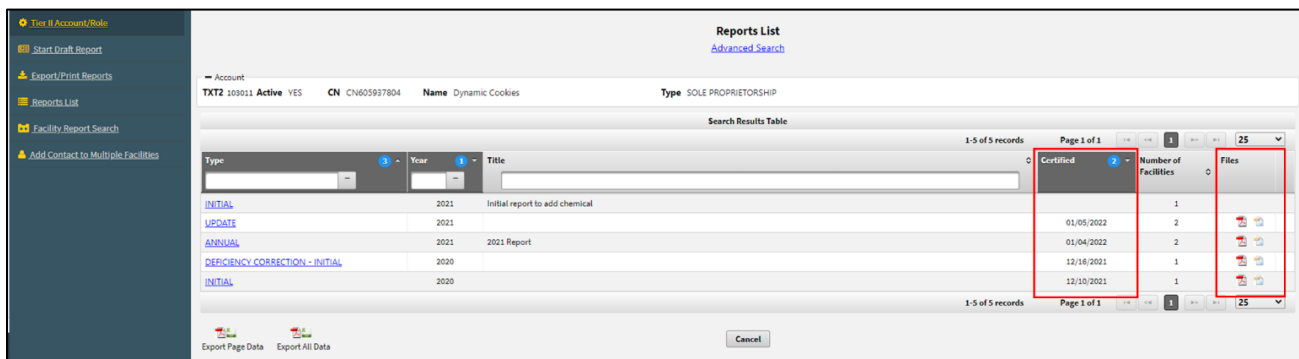 Tier II Account/Role
Start Draft Report
Export/Print Reports
Reports List
Facility Report Search
Add Contact to Multiple Facilities
Reports List
Advanced Search
Account
TXT2 103011 Active YES CN CN605937804 Name Dynamic Cookies Type SOLE PROPRIETORSHIP
Search Results Table
1-5 of 5 records Page 1 of 1 1 25
Type 3 Year 1 Title Certified 2 Number of Facilities Files
INITIAL 2021 Initial report to add chemical 1
UPDATE 2021 01/05/2022 2
ANNUAL 2021 2021 Report 01/04/2022 2
DEFICIENCY CORRECTION - INITIAL 2020 12/16/2021 1
INITIAL 2020 12/10/2021 1
1-5 of 5 records Page 1 of 1 1 25
Export Page Data Export All Data Cancel